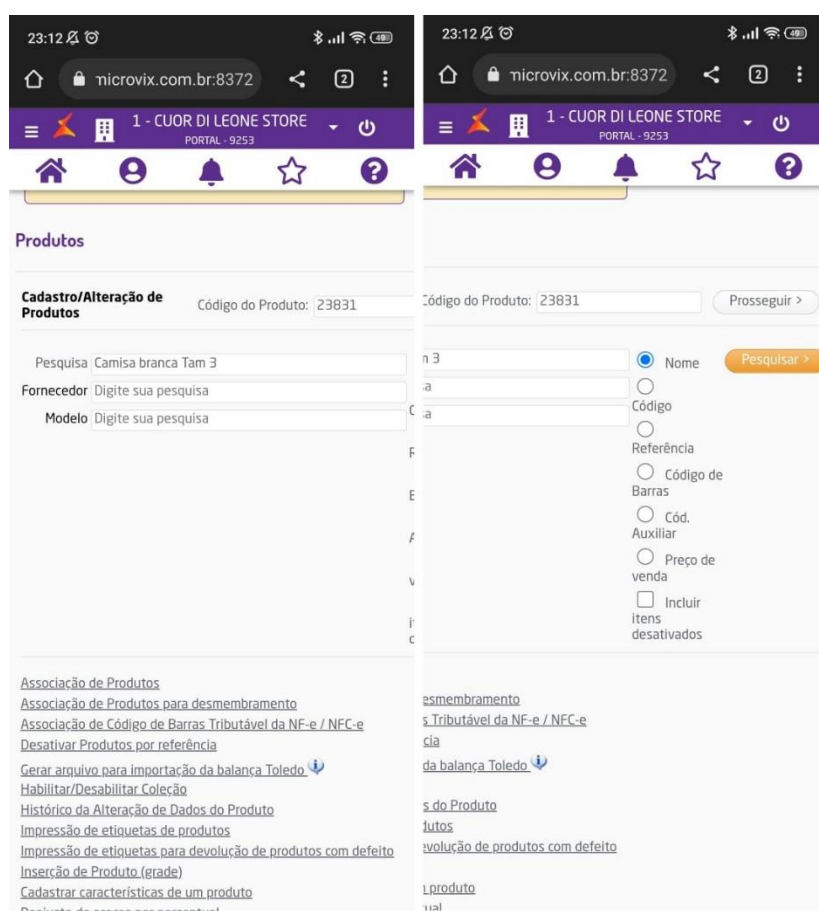 23:12
49
microvix.com.br:8372
2
1 - CUOR DI LEONE STORE
PORTAL - 9253
Produtos
Cadastro/Alteração de
Produtos
Código do Produto: 23831
Pesquisa Camisa branca Tam 3
Fornecedor Digite sua pesquisa
Modelo Digite sua pesquisa
Associação de Produtos
Associação de Produtos para desmembramento
Associação de Código de Barras Tributável da NF-e / NFC-e
Desativar Produtos por referência
Gerar arquivo para importação da balança Toledo
Habilitar/Desabilitar Coleção
Histórico da Alteração de Dados do Produto
Impressão de etiquetas de produtos
Impressão de etiquetas para devolução de produtos com defeito
Inserção de Produto (grade)
Cadastrar características de um produto
23:12
49
microvix.com.br:8372
2
1 - CUOR DI LEONE STORE
PORTAL - 9253
Código do Produto: 23831
Prosseguir >
m 3
Nome
Pesquisar >
sa
Código
sa
Referência
Código de
Barras
Cód.
Auxiliar
Preço de
venda
Incluir
itens
desativados
esmembramento
s Tributável da NF-e / NFC-e
cia
da balança Toledo
s do Produto
dutos
evolução de produtos com defeito
produto
tual